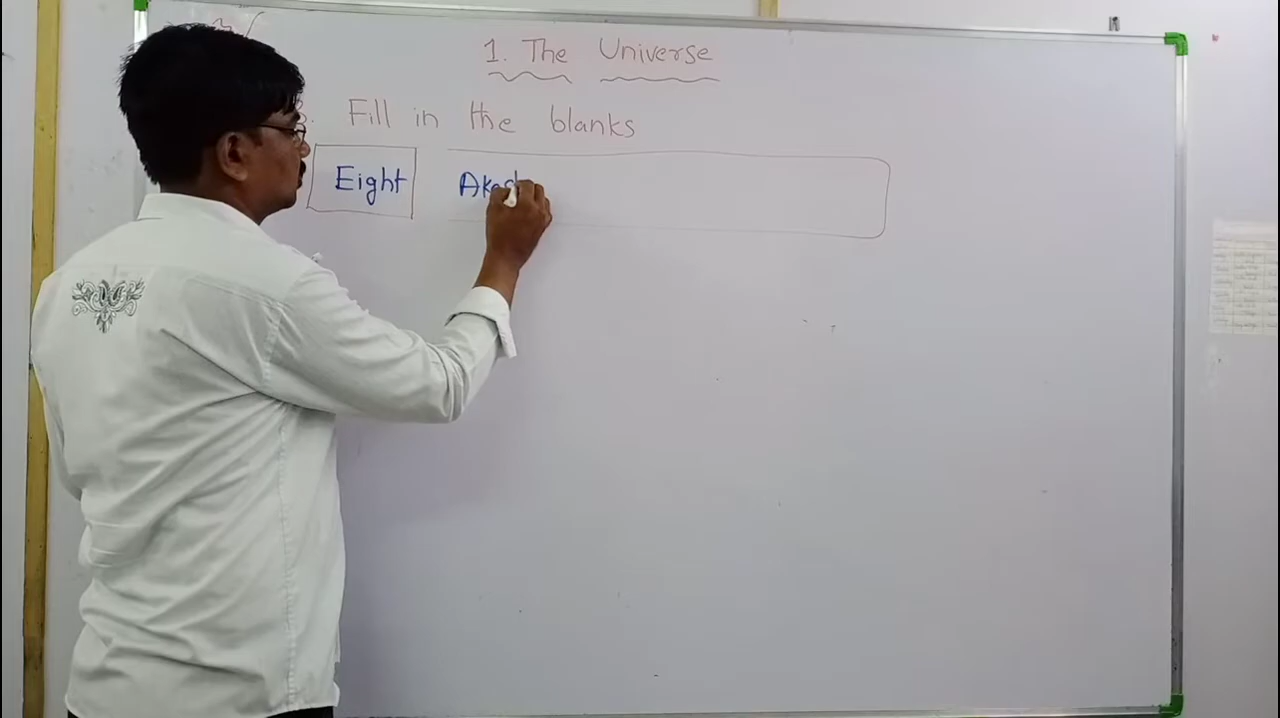 1. The Universe
Fill in the blanks
Eight